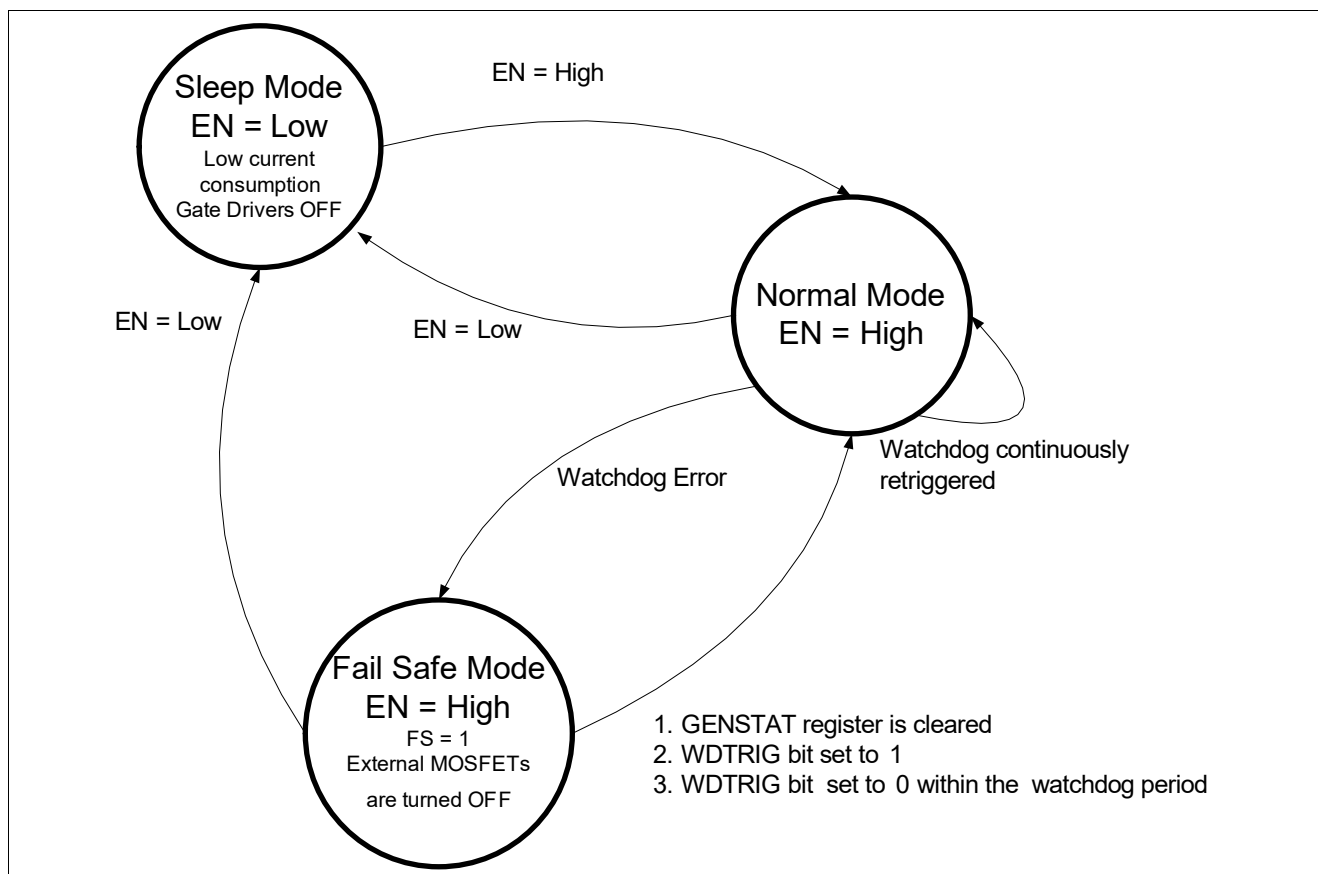 EN = High
Sleep Mode
EN = Low
Low current
consumption
Gate Drivers OFF
Normal Mode
EN = High
EN = Low
EN = Low
Watchdog continuously
retriggered
Watchdog Error
Fail Safe Mode
EN = High
FS = 1
External MOSFETs
are turned OFF
1. GENSTAT register is cleared
2. WDTRIG bit set to 1
3. WDTRIG bit set to 0 within the watchdog period